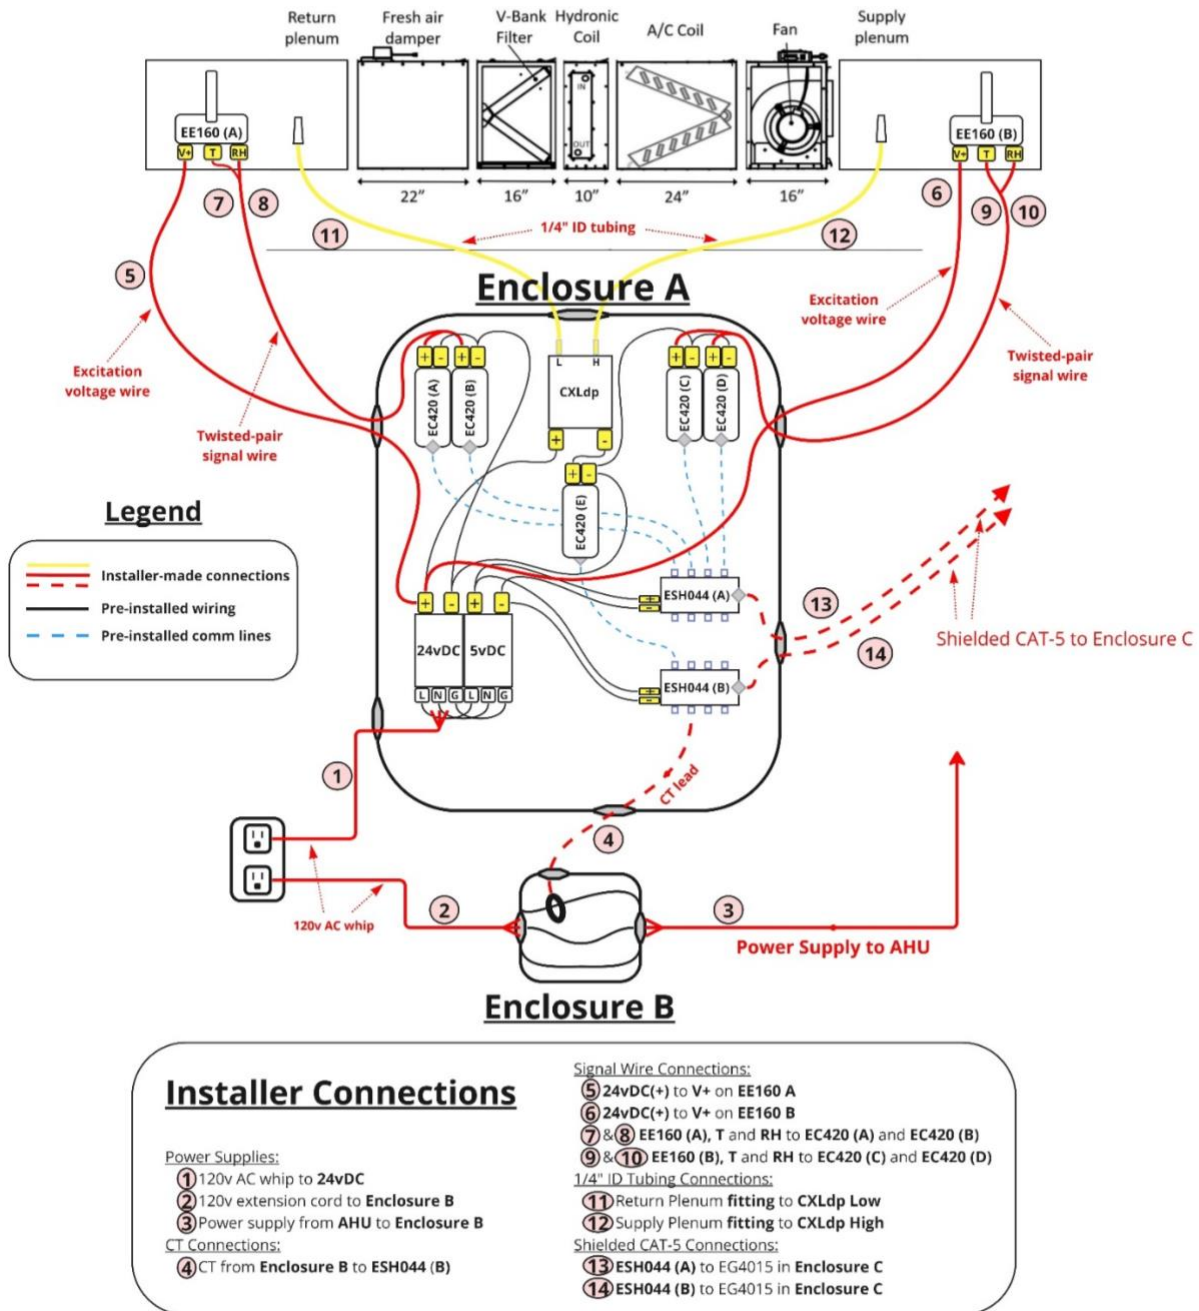 Return
plenum
Fresh air
damper
V-Bank
Filter
Hydronic
Coil
A/C Coil
Fan
Supply
plenum
IN
OUT
EE160 (A)
V+ T RH
EE160 (B)
V+ T RH
22”
16”
10”
24”
16”
7
8
6
9
10
11
1/4" ID tubing
12
5
Enclosure A
Excitation
voltage wire
Twisted-pair
signal wire
Excitation
voltage wire
Twisted-pair
signal wire
+ - + -
EC420 (A)
EC420 (B)
L H
CXLdp
+ -
+ - + -
EC420 (C)
EC420 (D)
+ -
EC420 (E)
Legend
Installer-made connections
Pre-installed wiring
Pre-installed comm lines
+ - + -
24vDC
5vDC
L N G L N G
+
-
ESH044 (A)
+
-
ESH044 (B)
13
14
Shielded CAT-5 to Enclosure C
1
CT lead
4
120v AC whip
2
3
Power Supply to AHU
Enclosure B
Installer Connections
Power Supplies:
1 120v AC whip to 24vDC
2 120v extension cord to Enclosure B
3 Power supply from AHU to Enclosure B
CT Connections:
4 CT from Enclosure B to ESH044 (B)
Signal Wire Connections:
5 24vDC(+) to V+ on EE160 A
6 24vDC(+) to V+ on EE160 B
7 & 8 EE160 (A), T and RH to EC420 (A) and EC420 (B)
9 & 10 EE160 (B), T and RH to EC420 (C) and EC420 (D)
1/4" ID Tubing Connections:
11 Return Plenum fitting to CXLdp Low
12 Supply Plenum fitting to CXLdp High
Shielded CAT-5 Connections:
13 ESH044 (A) to EG4015 in Enclosure C
14 ESH044 (B) to EG4015 in Enclosure C